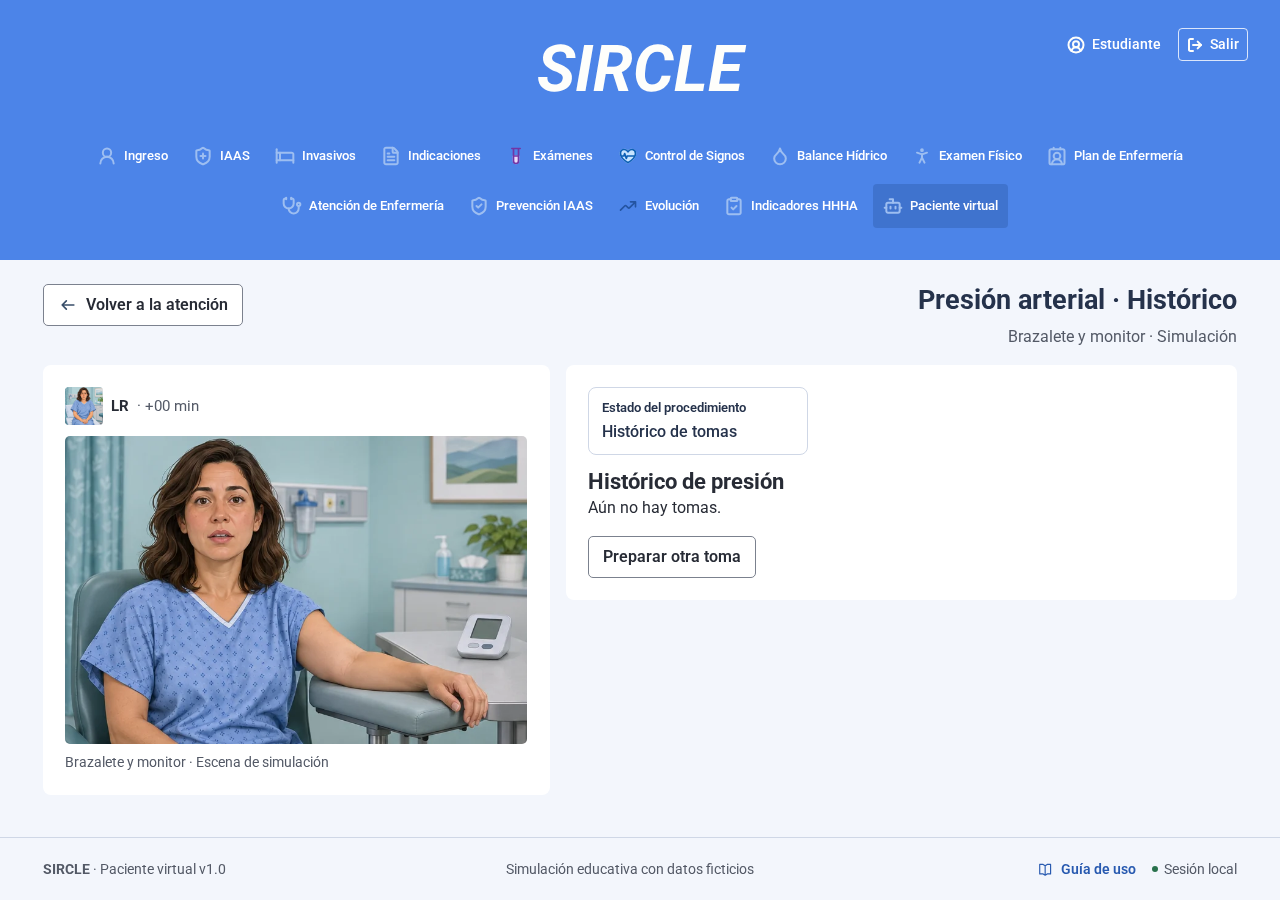 SIRCLE
Estudiante
Salir
Ingreso
IAAS
Invasivos
Indicaciones
Exámenes
Control de Signos
Balance Hídrico
Examen Físico
Plan de Enfermería
Atención de Enfermería
Prevención IAAS
Evolución
Indicadores HHHA
Paciente virtual
Volver a la atención
Presión arterial · Histórico
Brazalete y monitor · Simulación
LR · +00 min
Brazalete y monitor · Escena de simulación
Estado del procedimiento
Histórico de tomas
Histórico de presión
Aún no hay tomas.
Preparar otra toma
SIRCLE · Paciente virtual v1.0
Simulación educativa con datos ficticios
Guía de uso
Sesión local